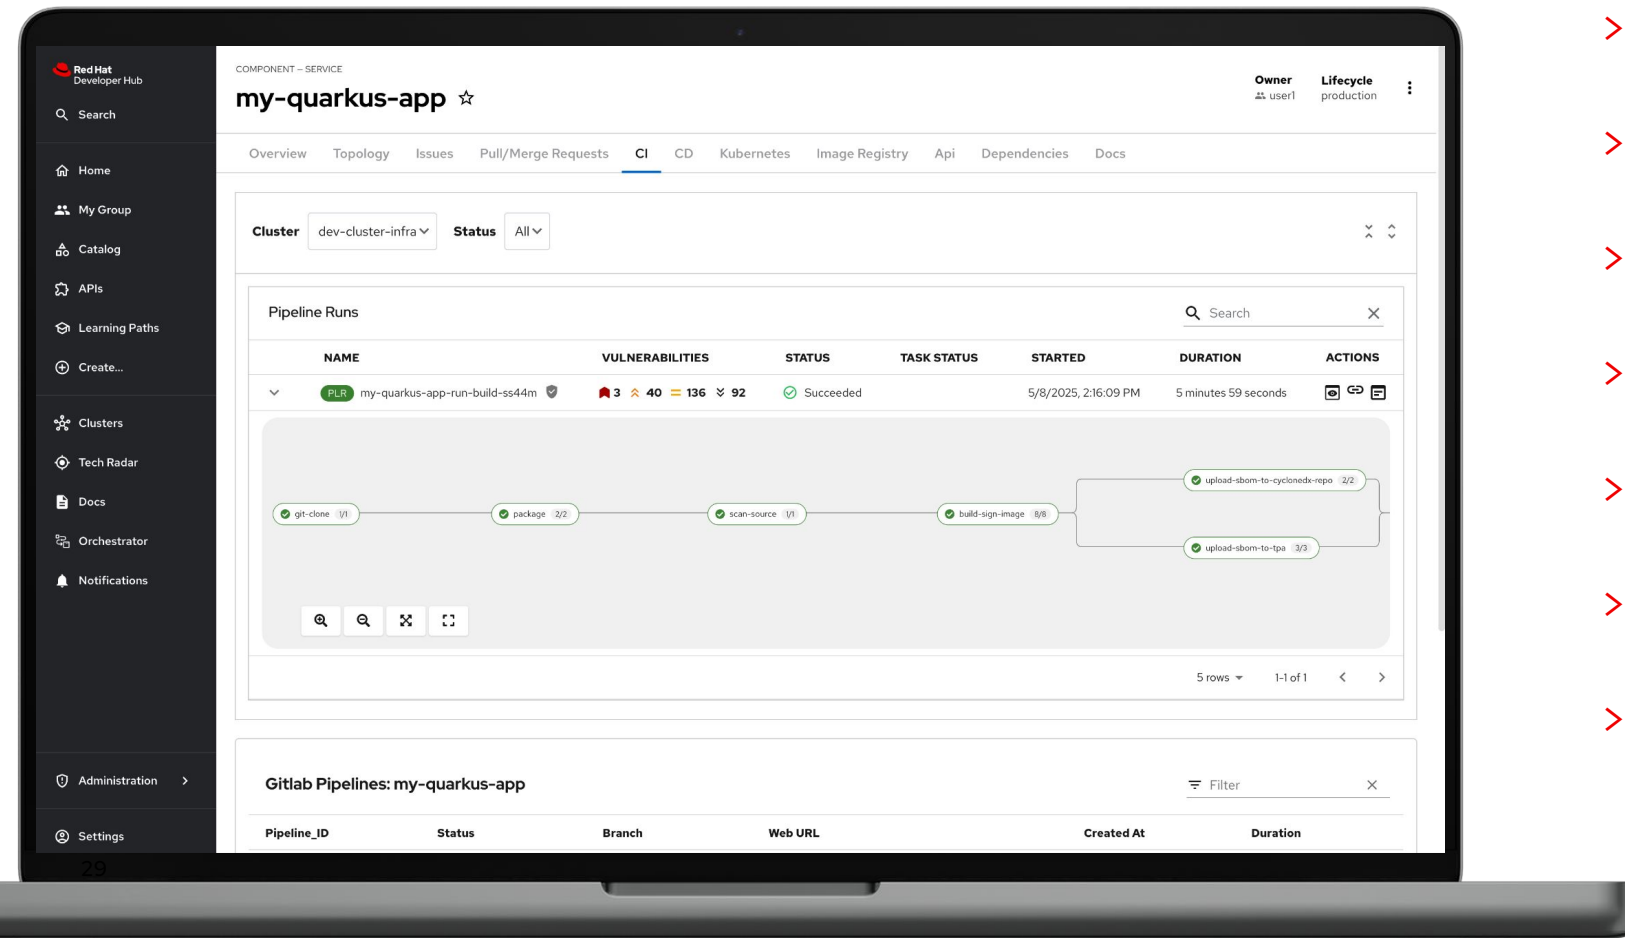 Red Hat
Developer Hub
Search
Home
My Group
Catalog
APIs
Learning Paths
Create...
Clusters
Tech Radar
Docs
Orchestrator
Notifications
Administration
Settings
29
COMPONENT — SERVICE
my-quarkus-app
Owner
user1
Lifecycle
production
Overview Topology Issues Pull/Merge Requests CI CD Kubernetes Image Registry Api Dependencies Docs
Cluster dev-cluster-infra Status All
Pipeline Runs
Search
NAME VULNERABILITIES STATUS TASK STATUS STARTED DURATION ACTIONS
PLR my-quarkus-app-run-build-ss44m 3 40 136 92 Succeeded 5/8/2025, 2:16:09 PM 5 minutes 59 seconds
upload-sbom-to-cyclonedx-repo 2/2
git-clone 1/1 package 2/2 scan-source 1/1 build-sign-image 8/8
upload-sbom-to-tpa 3/3
5 rows 1-1 of 1
Gitlab Pipelines: my-quarkus-app
Filter
Pipeline_ID Status Branch Web URL Created At Duration